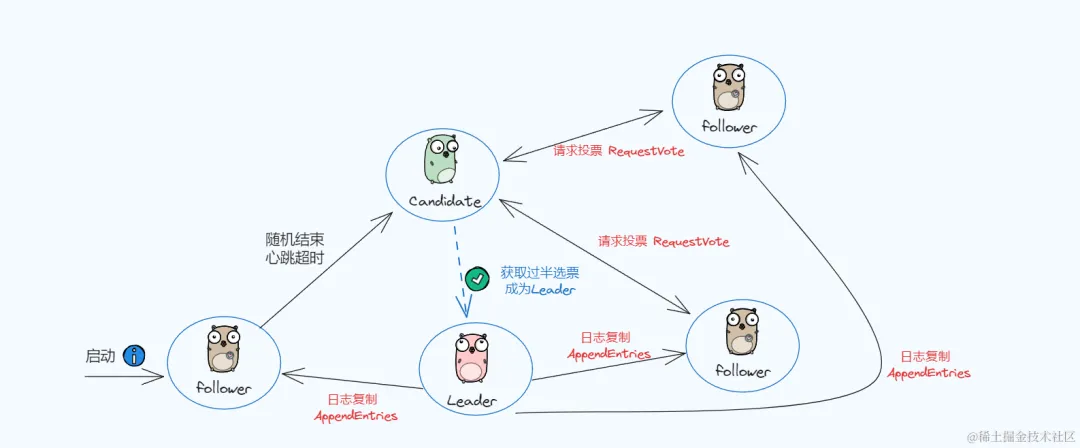 follower
请求投票 RequestVote
Candidate
随机结束
心跳超时
请求投票 RequestVote
获取过半选票
成为Leader
启动
follower
日志复制
AppendEntries
Leader
日志复制
AppendEntries
follower
日志复制
AppendEntries
@稀土掘金技术社区